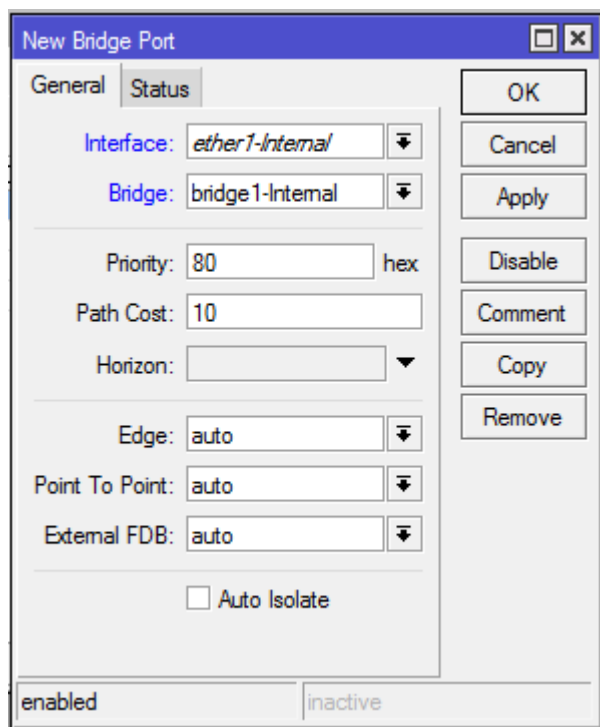 New Bridge Port
General Status
Interface: ether1-Internal
Bridge: bridge1-Internal
Priority: 80 hex
Path Cost: 10
Horizon:
Edge: auto
Point To Point: auto
External FDB: auto
Auto Isolate
OK
Cancel
Apply
Disable
Comment
Copy
Remove
enabled inactive